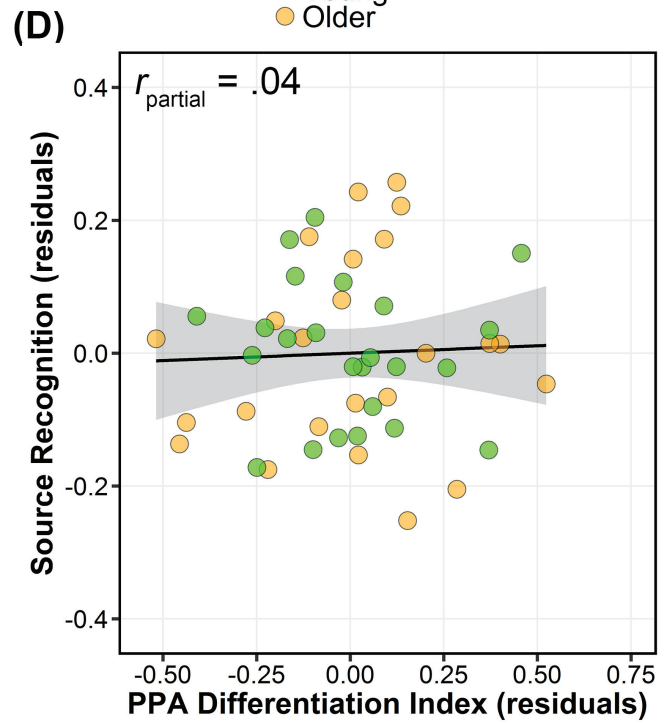 Older
(D)
r partial = .04
Source Recognition (residuals)
0.4
0.2
0.0
-0.2
-0.4
-0.50 -0.25 0.00 0.25 0.50 0.75
PPA Differentiation Index (residuals)